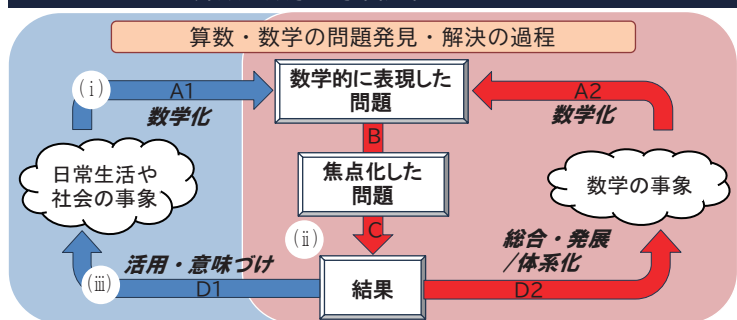 算数・数学の問題発見・解決の過程
(ⅰ)
A1
数学化
数学的に表現した
問題
A2
数学化
B
日常生活や
社会の事象
焦点化した
問題
数学の事象
(ⅱ)
C
活用・意味づけ
総合・発展
/体系化
(ⅲ)
D1
結果
D2